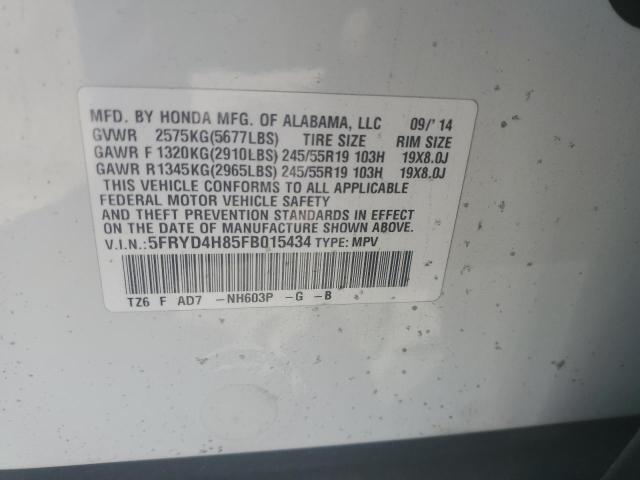 MFD. BY HONDA MFG. OF ALABAMA, LLC 09/'14
GVWR 2575KG(5677LBS) TIRE SIZE RIM SIZE
GAWR F 1320KG(2910LBS) 245/55R19 103H 19X8.0J
GAWR R1345KG(2965LBS) 245/55R19 103H 19X8.0J
THIS VEHICLE CONFORMS TO ALL APPLICABLE
FEDERAL MOTOR VEHICLE SAFETY
AND THEFT PREVENTION STANDARDS IN EFFECT
ON THE DATE OF MANUFACTURE SHOWN ABOVE.
V.I.N.:5FRYD4H85FB015434 TYPE: MPV
TZ6 F AD7 -NH603P -G -B